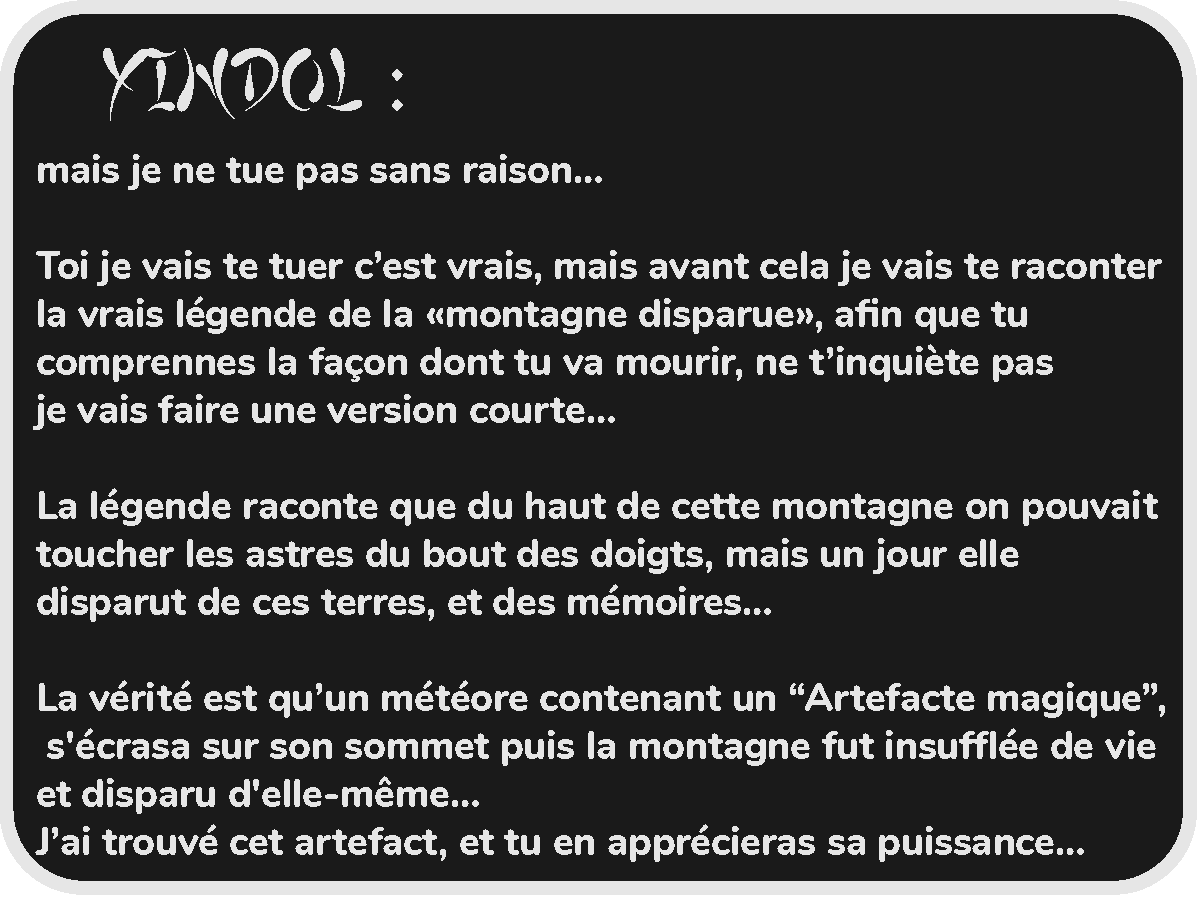 YINDOL :
mais je ne tue pas sans raison...
Toi je vais te tuer c’est vrais, mais avant cela je vais te raconter
la vrais légende de la «montagne disparue», afin que tu
comprennes la façon dont tu va mourir, ne t’inquiète pas
je vais faire une version courte...
La légende raconte que du haut de cette montagne on pouvait
toucher les astres du bout des doigts, mais un jour elle
disparut de ces terres, et des mémoires...
La vérité est qu’un météore contenant un “Artefacte magique”,
s'écrasa sur son sommet puis la montagne fut insufflée de vie
et disparu d'elle-même...
J’ai trouvé cet artefact, et tu en apprécieras sa puissance...